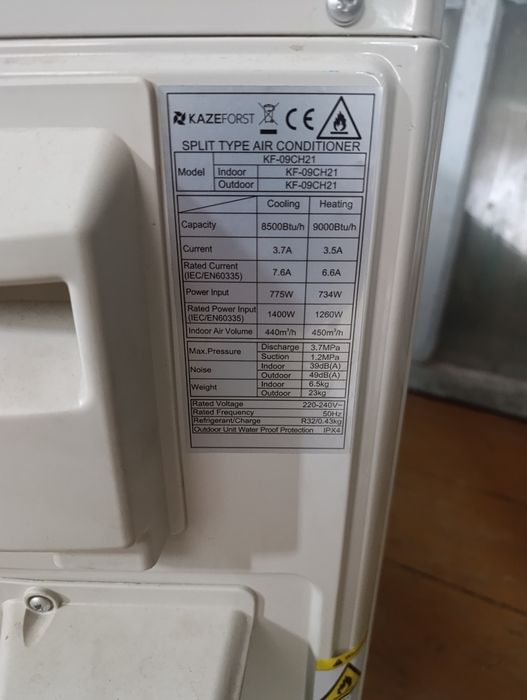 KAZEFORST CE
SPLIT TYPE AIR CONDITIONER
KF-09CH21
Model Indoor KF-09CH21
Outdoor KF-09CH21
Cooling Heating
Capacity 8500Btu/h 9000Btu/h
Current 3.7A 3.5A
Rated Current (IEC/EN60335) 7.6A 6.6A
Power Input 775W 734W
Rated Power Input (IEC/EN60335) 1400W 1260W
Indoor Air Volume 440m³/h 450m³/h
Max.Pressure Discharge 3.7MPa
Suction 1.2MPa
Noise Indoor 39dB(A)
Outdoor 49dB(A)
Weight Indoor 6.5kg
Outdoor 23kg
Rated Voltage 220-240V~
Rated Frequency 50Hz
Refrigerant/Charge R32/0.43kg
Outdoor Unit Water Proof Protection IPX4